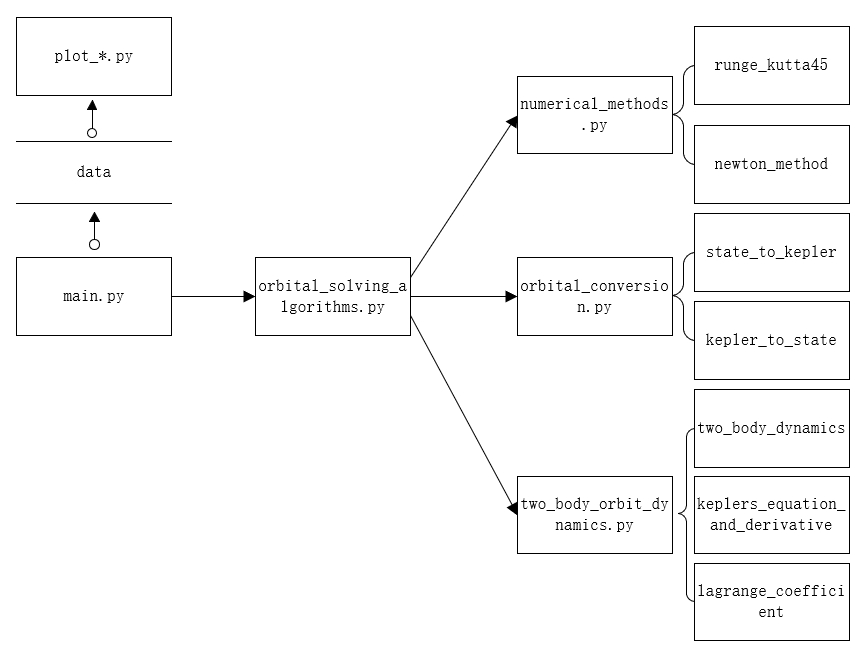 plot_*.py
data
main.py
orbital_solving_a
lgorithms.py
numerical_methods
.py
runge_kutta45
newton_method
orbital_conversio
n.py
state_to_kepler
kepler_to_state
two_body_orbit_dy
namics.py
two_body_dynamics
keplers_equation_
and_derivative
lagrange_coeffici
ent